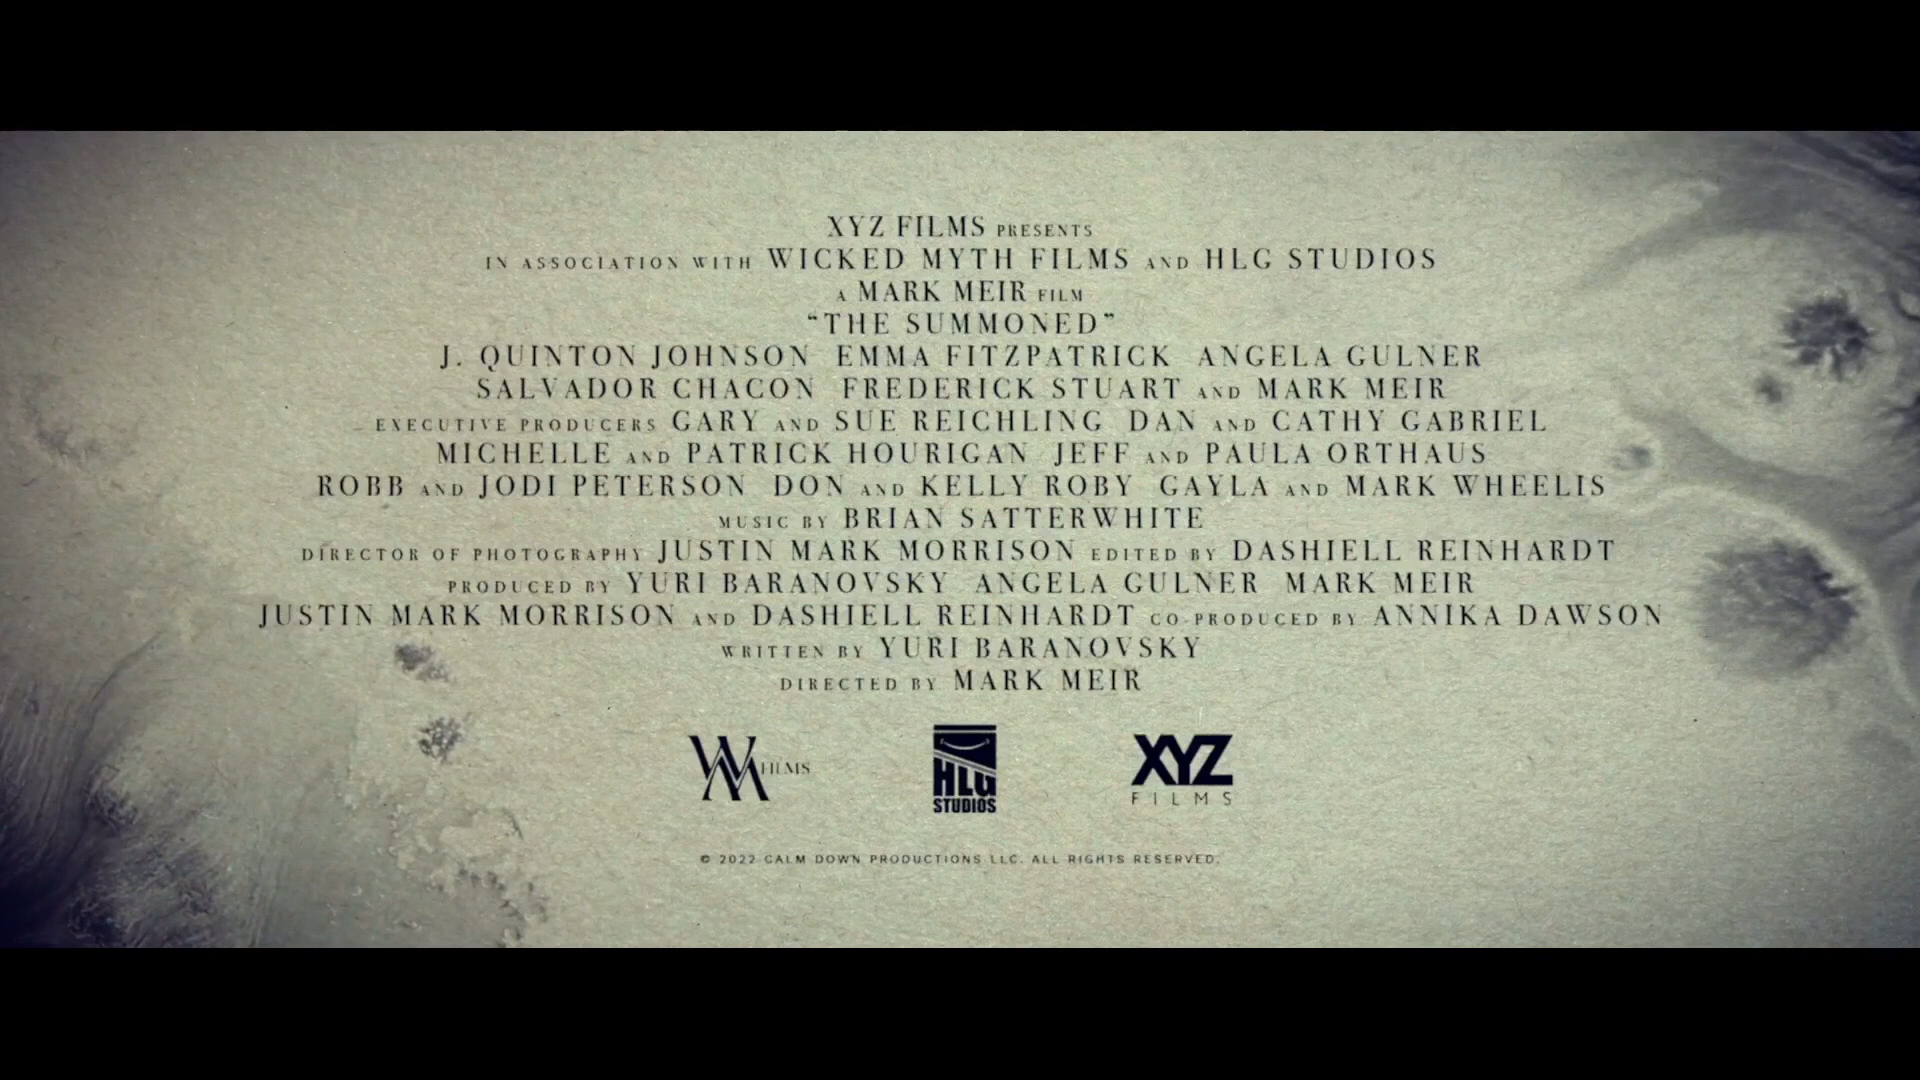 XYZ FILMS PRESENTS
IN ASSOCIATION WITH WICKED MYTH FILMS AND HLG STUDIOS
A MARK MEIR FILM
“THE SUMMONED”
J. QUINTON JOHNSON EMMA FITZPATRICK ANGELA GULNER
SALVADOR CHACON FREDERICK STUART AND MARK MEIR
EXECUTIVE PRODUCERS GARY AND SUE REICHLING DAN AND CATHY GABRIEL
MICHELLE AND PATRICK HOURIGAN JEFF AND PAULA ORTHAUS
ROBB AND JODI PETERSON DON AND KELLY ROBY GAYLA AND MARK WHEELIS
MUSIC BY BRIAN SATTERWHITE
DIRECTOR OF PHOTOGRAPHY JUSTIN MARK MORRISON EDITED BY DASHIELL REINHARDT
PRODUCED BY YURI BARANOVSKY ANGELA GULNER MARK MEIR
JUSTIN MARK MORRISON AND DASHIELL REINHARDT CO-PRODUCED BY ANNIKA DAWSON
WRITTEN BY YURI BARANOVSKY
DIRECTED BY MARK MEIR
WM FILMS
HLG
STUDIOS
XYZ
FILMS
© 2022 CALM DOWN PRODUCTIONS LLC. ALL RIGHTS RESERVED.